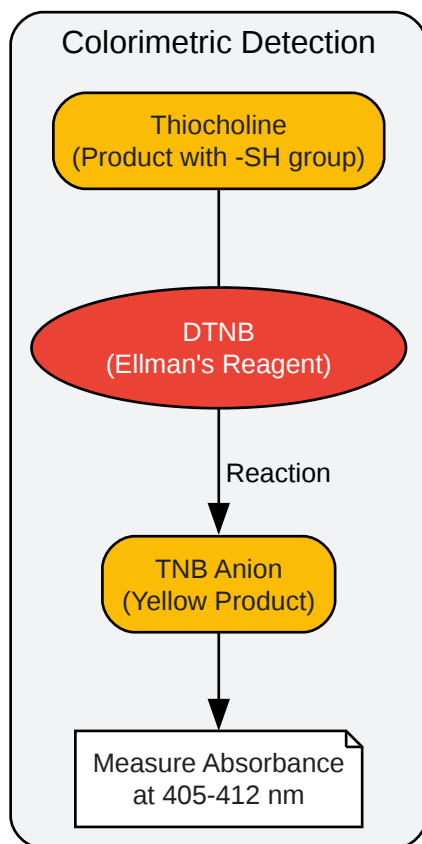 Colorimetric Detection
Thiocholine
(Product with -SH group)
DTNB
(Ellman's Reagent)
Reaction
TNB Anion
(Yellow Product)
Measure Absorbance
at 405-412 nm